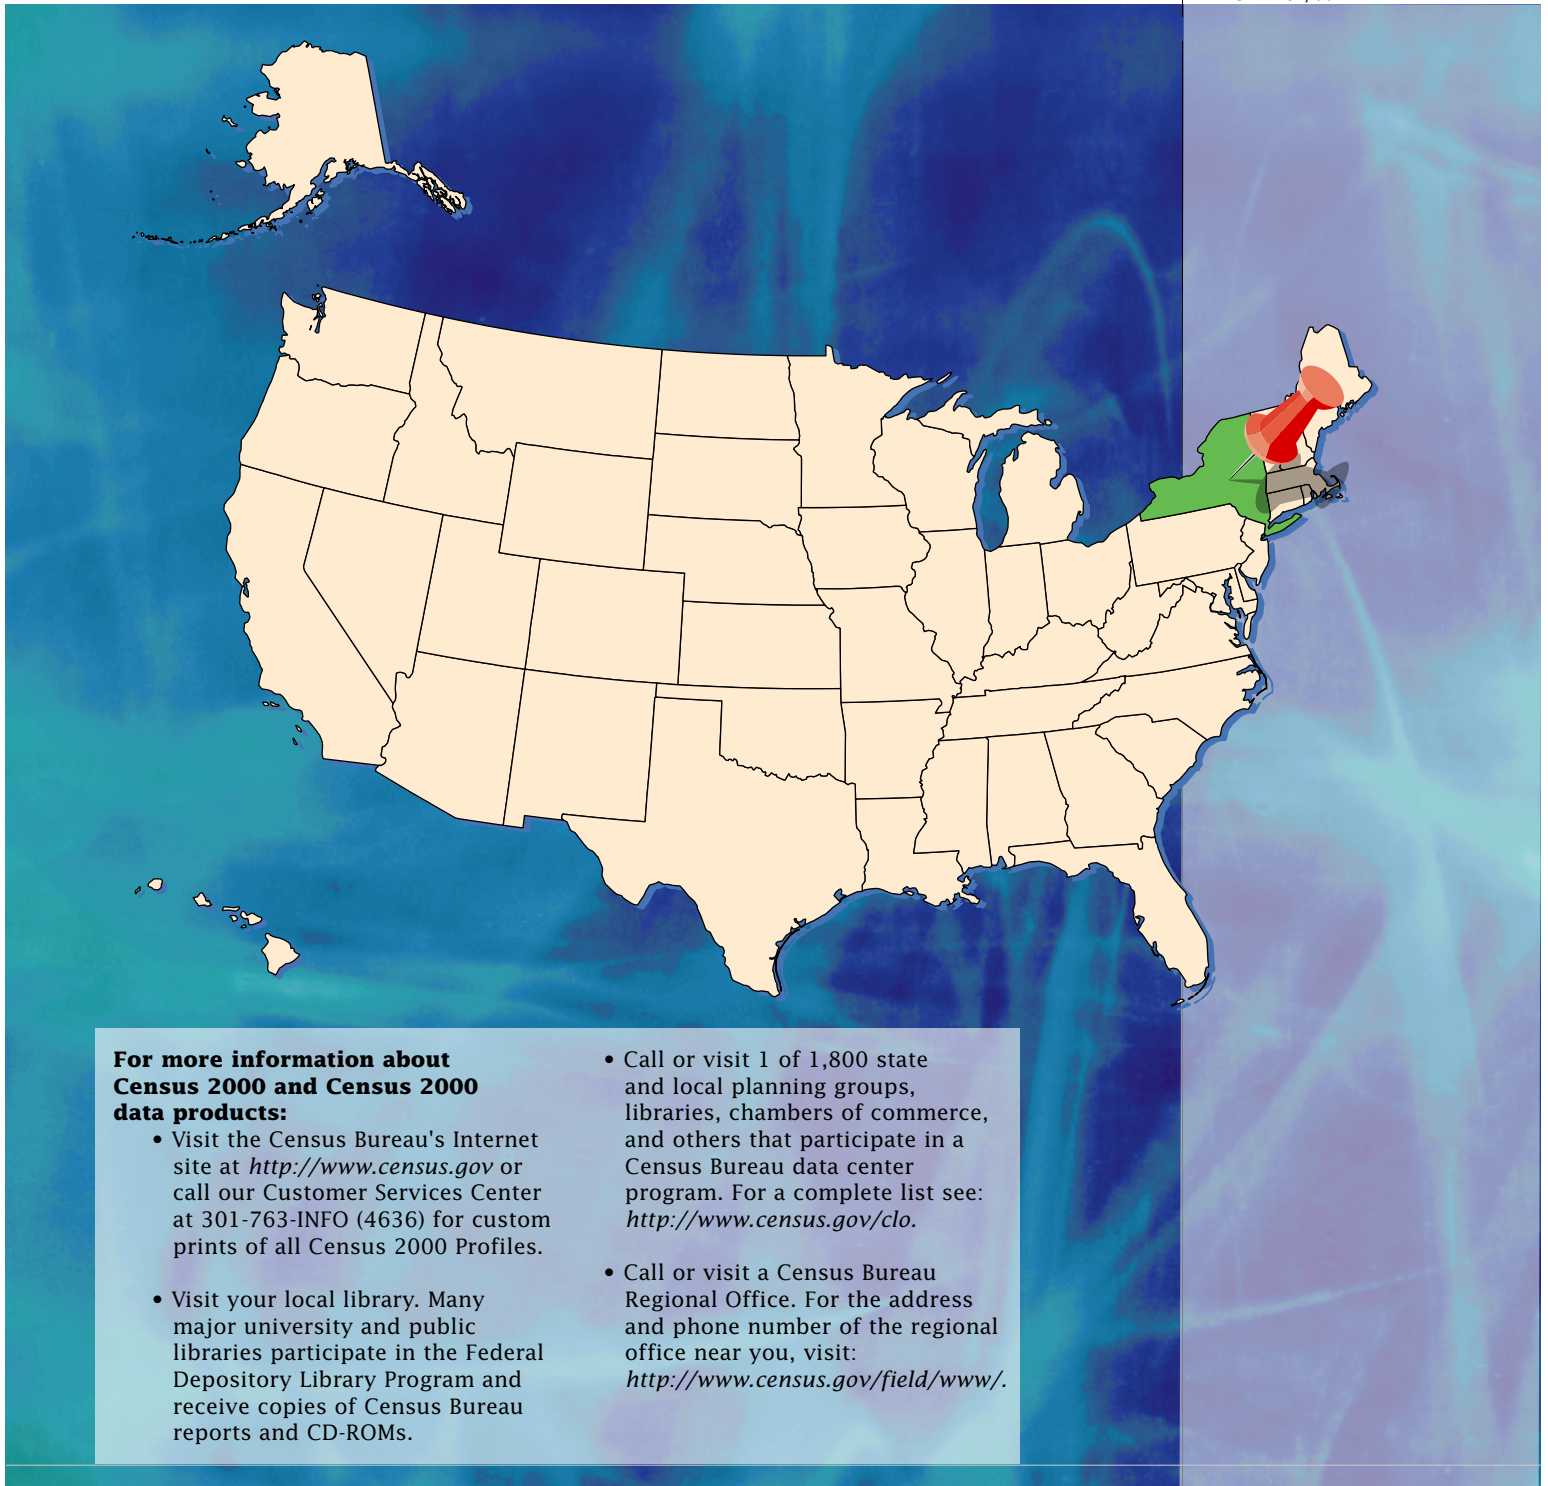 For more information about
Census 2000 and Census 2000
data products:
• Visit the Census Bureau's Internet
site at http://www.census.gov or
call our Customer Services Center
at 301-763-INFO (4636) for custom
prints of all Census 2000 Profiles.
• Visit your local library. Many
major university and public
libraries participate in the Federal
Depository Library Program and
receive copies of Census Bureau
reports and CD-ROMs.
• Call or visit 1 of 1,800 state
and local planning groups,
libraries, chambers of commerce,
and others that participate in a
Census Bureau data center
program. For a complete list see:
http://www.census.gov/clo.
• Call or visit a Census Bureau
Regional Office. For the address
and phone number of the regional
office near you, visit:
http://www.census.gov/field/www/.